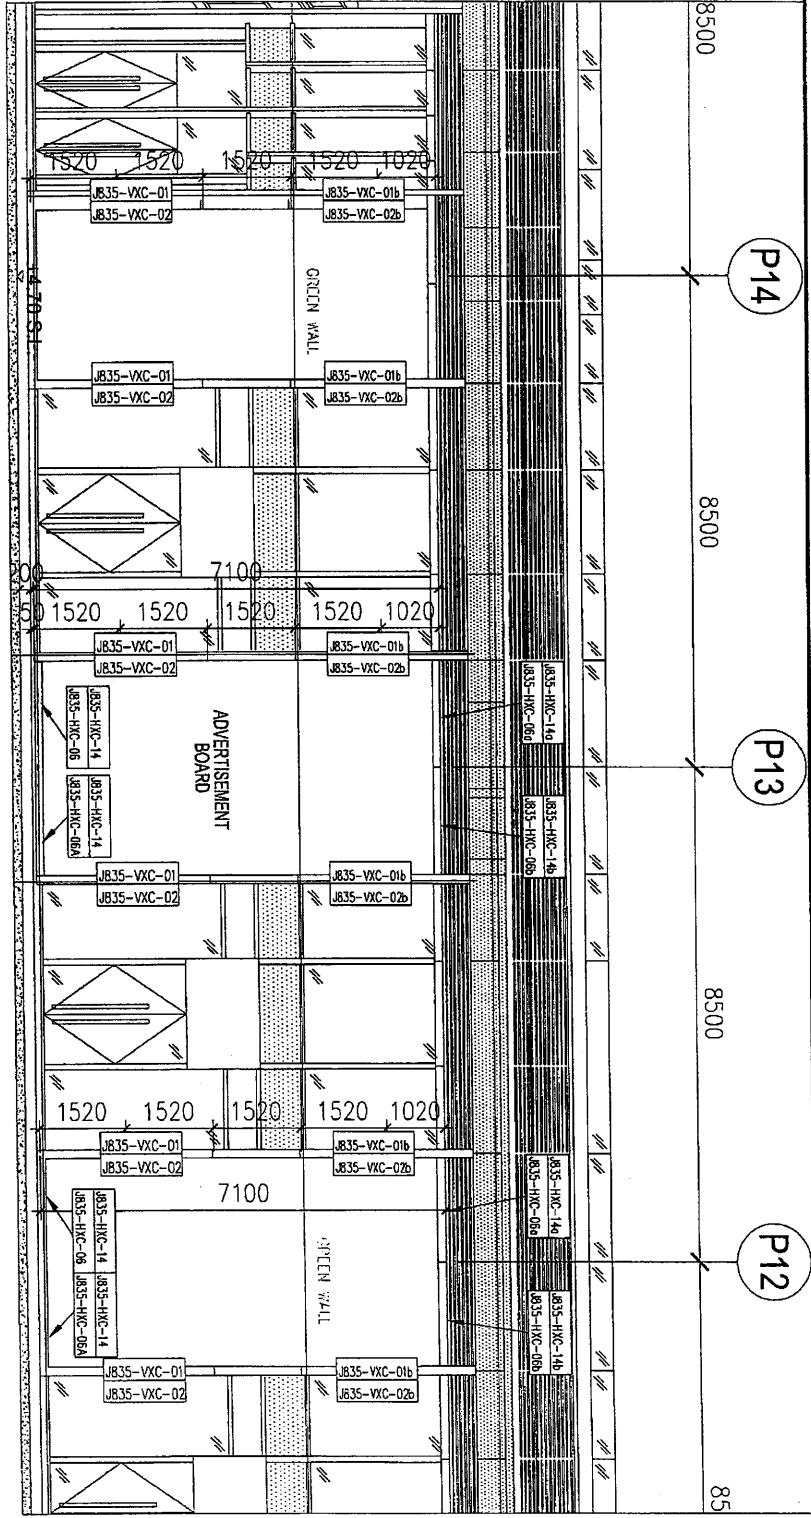 8500
P14
8500
P13
8500
P12
85
1520 1520 1520 1520 1020
J835-VXC-01
J835-VXC-02
J835-VXC-01b
J835-VXC-02b
GREEN WALL
J835-VXC-01
J835-VXC-02
J835-VXC-01b
J835-VXC-02b
7100
1520 1520 1520 1520 1020
J835-VXC-01
J835-VXC-02
J835-VXC-01b
J835-VXC-02b
J835-HXC-14a
J835-HXC-06a
J835-HXC-14b
J835-HXC-06b
ADVERTISEMENT
BOARD
J835-HXC-14
J835-HXC-06
J835-HXC-14
J835-HXC-06A
J835-VXC-01
J835-VXC-02
J835-VXC-01b
J835-VXC-02b
1520 1520 1520 1520 1020
J835-VXC-01
J835-VXC-02
J835-VXC-01b
J835-VXC-02b
7100
J835-HXC-14a
J835-HXC-06a
J835-HXC-14b
J835-HXC-06b
GREEN WALL
J835-HXC-14
J835-HXC-06
J835-HXC-14
J835-HXC-06A
J835-VXC-01
J835-VXC-02
J835-VXC-01b
J835-VXC-02b